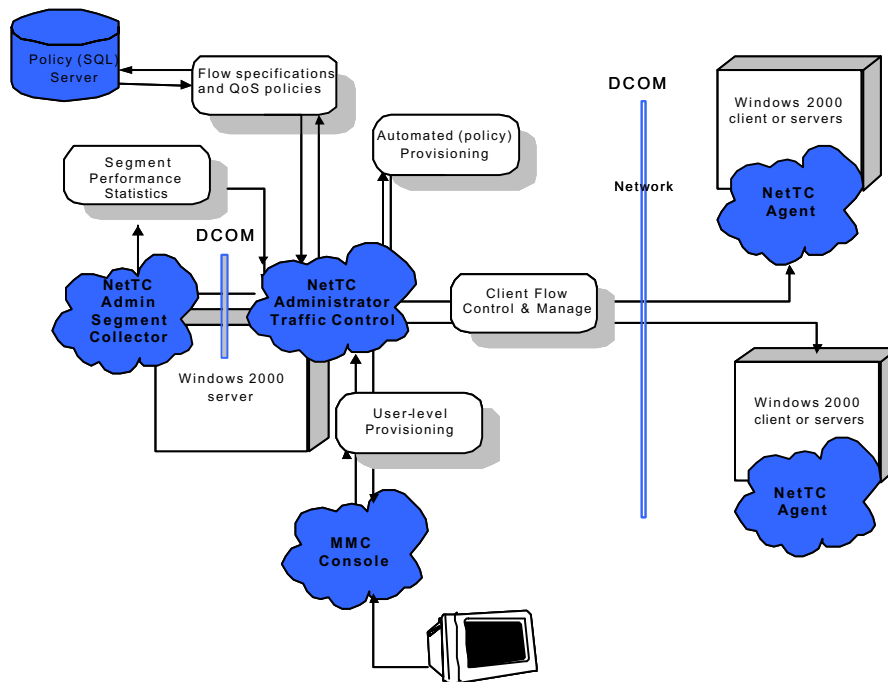 Policy (SQL)
Server
Flow specifications
and QoS policies
DCOM
Windows 2000
client or servers
Automated (policy)
Provisioning
Segment
Performance
Statistics
Network
NetTC
Agent
DCOM
NetTC
Admin
Segment
Collector
NetTC
Administrator
Traffic Control
Client Flow
Control & Manage
Windows 2000
server
User-level
Provisioning
Windows 2000
client or servers
NetTC
Agent
MMC
Console